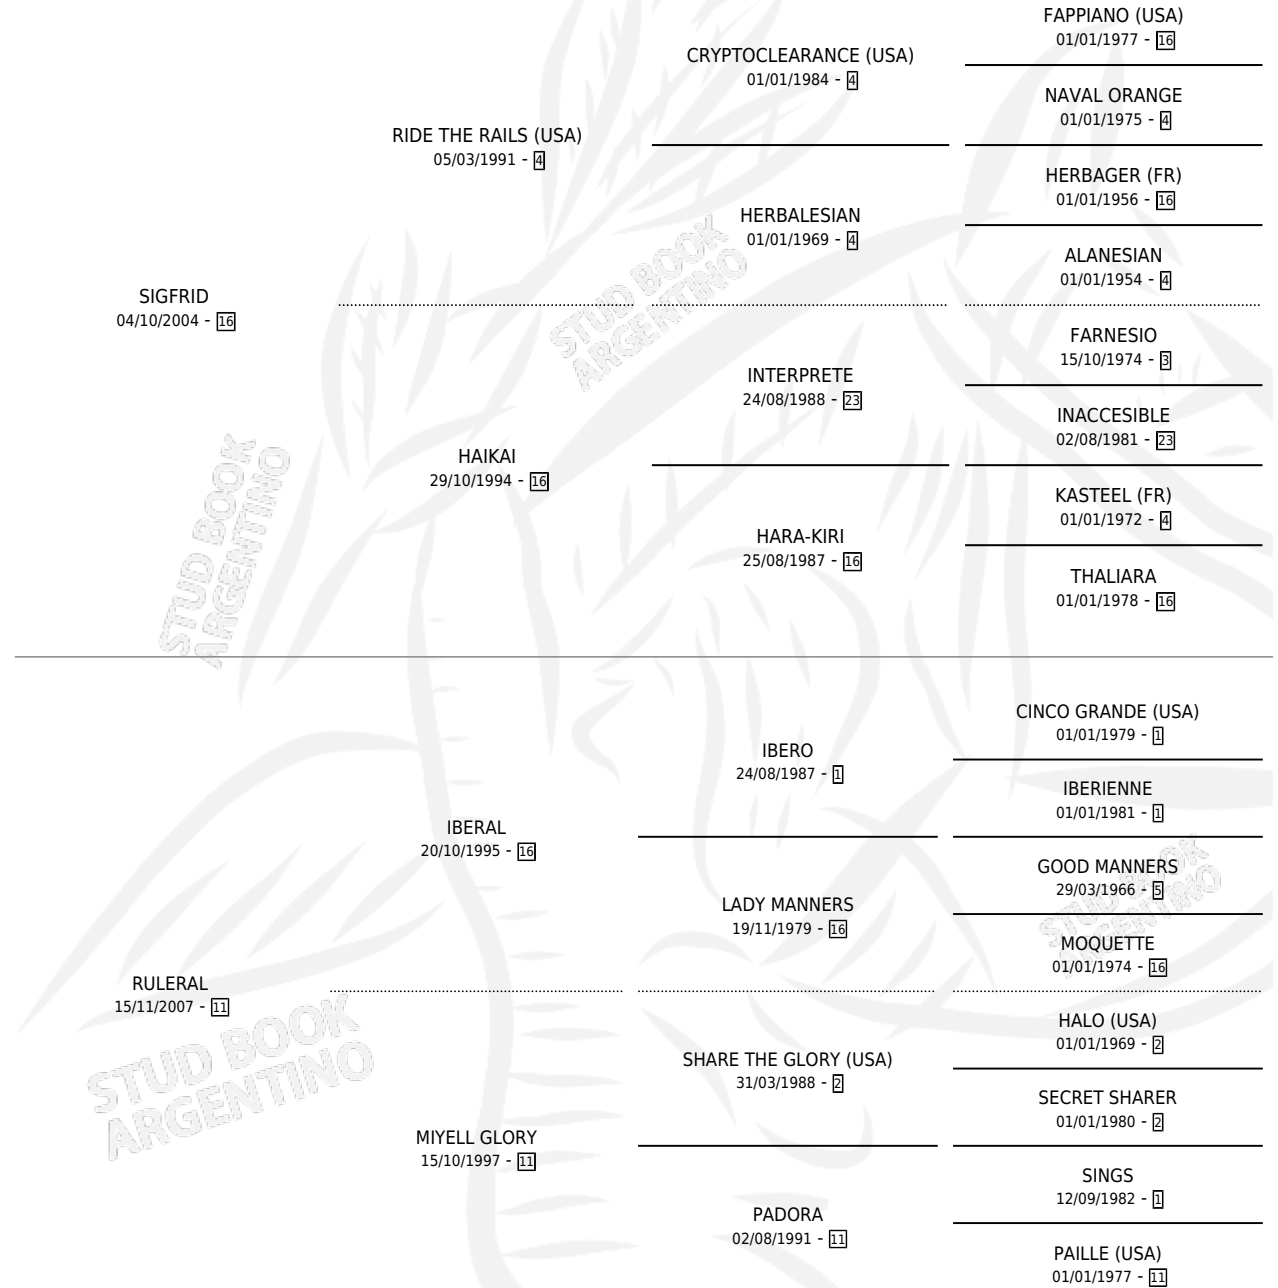 FAPPIANO (USA)
01/01/1977 - 16
CRYPTOCLEARANCE (USA)
01/01/1984 - 4
NAVAL ORANGE
01/01/1975 - 4
RIDE THE RAILS (USA)
05/03/1991 - 4
HERBAGER (FR)
01/01/1956 - 16
HERBALESIAN
01/01/1969 - 4
ALANESIAN
01/01/1954 - 4
SIGFRID
04/10/2004 - 16
STUD BOOK
ARGENTINO
FARNESIO
15/10/1974 - 3
INTERPRETE
24/08/1988 - 23
INACCESIBLE
02/08/1981 - 23
HAIKAI
29/10/1994 - 16
KASTEEL (FR)
01/01/1972 - 4
HARA-KIRI
25/08/1987 - 16
THALIARA
01/01/1978 - 16
STUD BOOK
ARGENTINO
CINCO GRANDE (USA)
01/01/1979 - 1
IBERO
24/08/1987 - 1
IBERIENNE
01/01/1981 - 1
IBERAL
20/10/1995 - 16
GOOD MANNERS
29/03/1966 - 5
LADY MANNERS
19/11/1979 - 16
STUD BOOK
ARGENTINO
MOQUETTE
01/01/1974 - 16
RULERAL
15/11/2007 - 11
HALO (USA)
01/01/1969 - 2
SHARE THE GLORY (USA)
31/03/1988 - 2
STUD BOOK
ARGENTINO
SECRET SHARER
01/01/1980 - 2
MIYELL GLORY
15/10/1997 - 11
SINGS
12/09/1982 - 1
PADORA
02/08/1991 - 11
PAILLE (USA)
01/01/1977 - 11